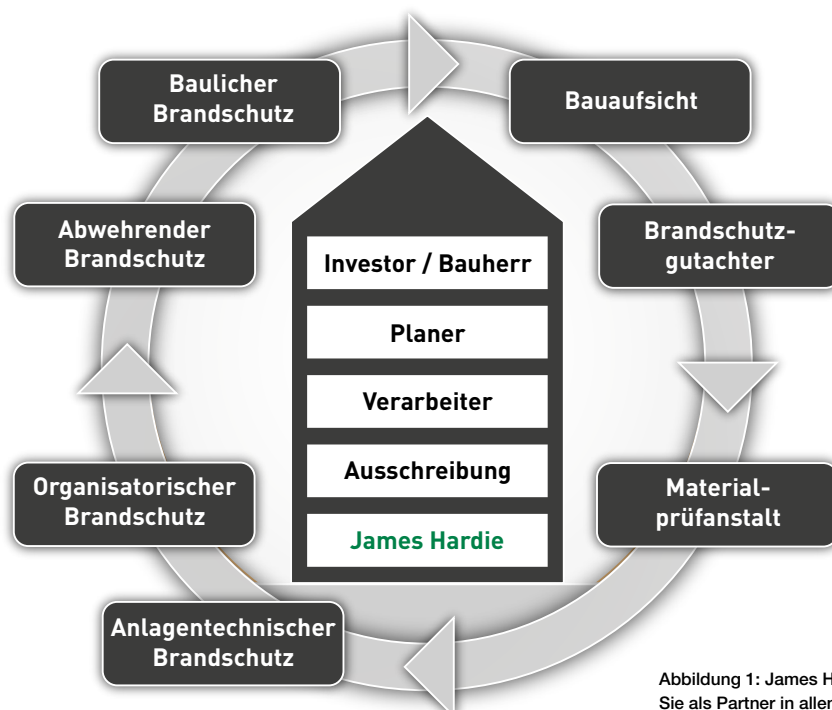 Baulicher
Brandschutz
Bauaufsicht
Abwehrender
Brandschutz
Brandschutz-
gutachter
Investor / Bauherr
Planer
Verarbeiter
Ausschreibung
James Hardie
Organisatorischer
Brandschutz
Material-
prüfanstalt
Anlagentechnischer
Brandschutz
Abbildung 1: James
Sie als Partner in